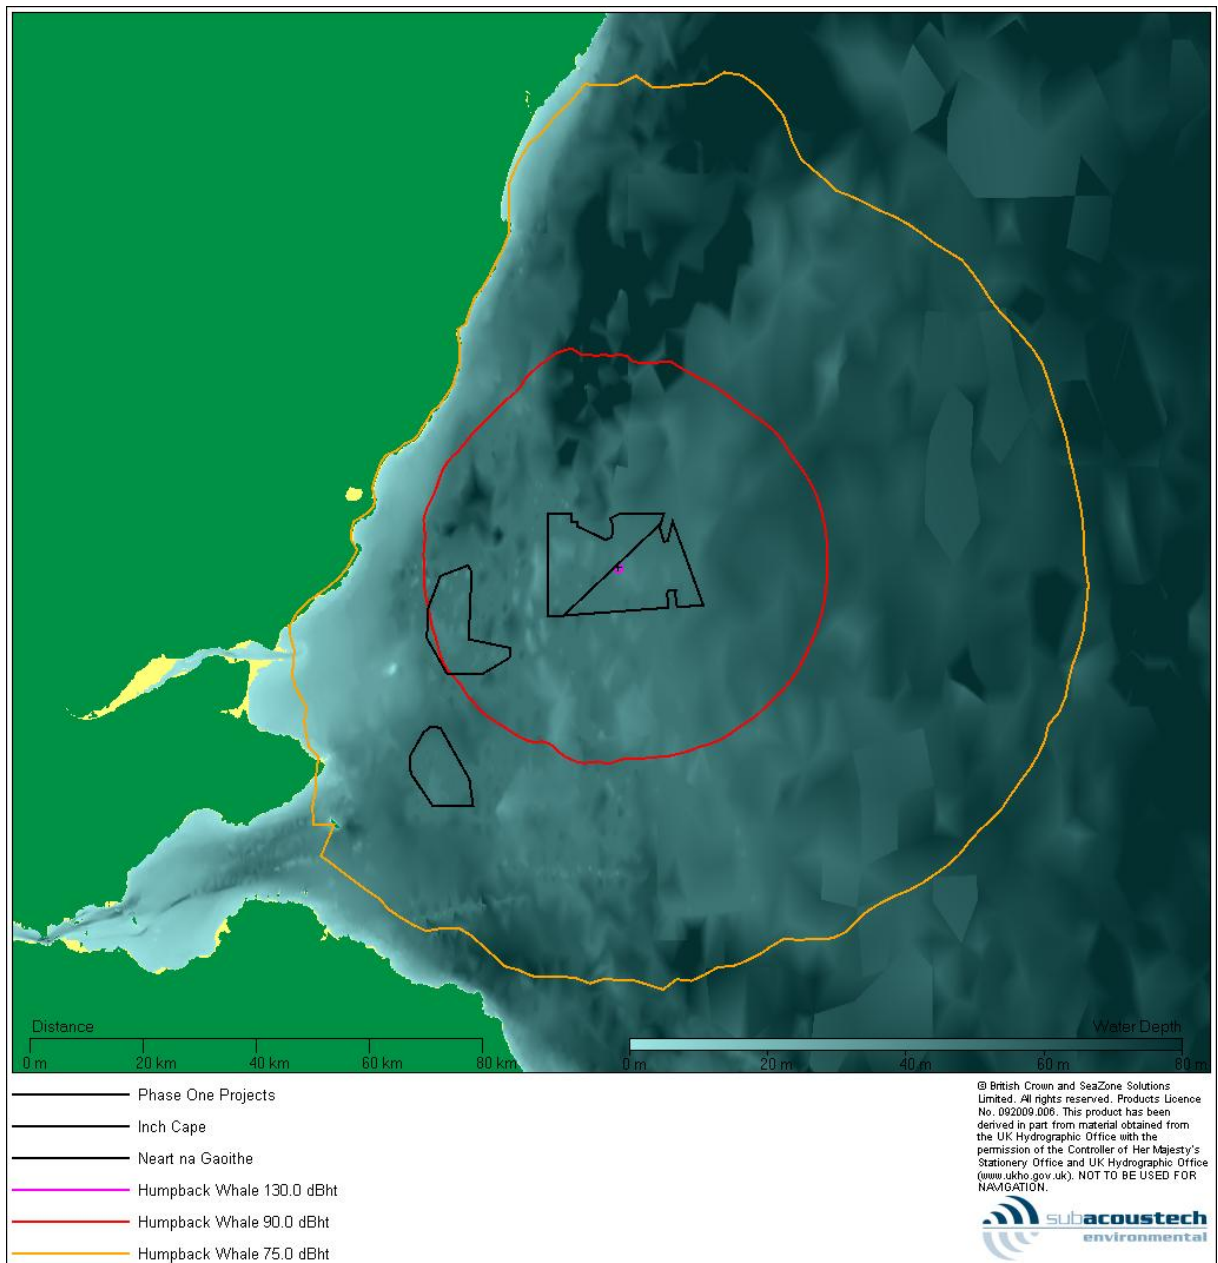 Distance
0 m 20 km 40 km 60 km 80 km
Water Depth
0 m 20 m 40 m 60 m 80 m
Phase One Projects
Inch Cape
Neart na Gaoithe
Humpback Whale 130.0 dBht
Humpback Whale 90.0 dBht
Humpback Whale 75.0 dBht
© British Crown and SeaZone Solutions
Limited. All rights reserved. Products Licence
No. 092009.006. This product has been
derived in part from material obtained from
the UK Hydrographic Office with the
permission of the Controller of Her Majesty's
Stationery Office and UK Hydrographic Office
(www.ukho.gov.uk). NOT TO BE USED FOR
NAVIGATION.
subacoustech
environmental